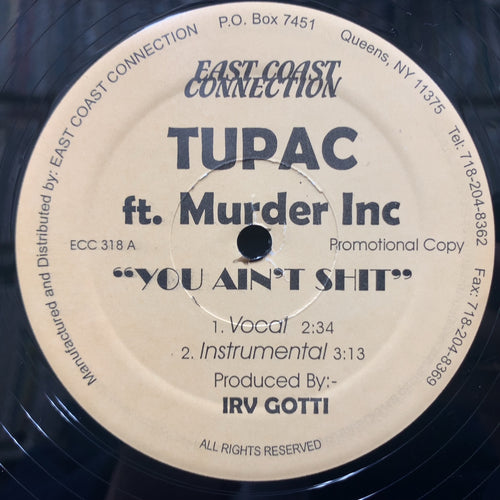 Manufactured and Distributed by: EAST COAST CONNECTION P.O. Box 7451 Queens, NY 11375 Tel: 718-204-8362 Fax: 718-204-8369
EAST COAST
CONNECTION
TUPAC
ft. Murder Inc
ECC 318 A Promotional Copy
“YOU AIN’T SHIT”
1. Vocal 2:34
2. Instrumental 3:13
Produced By:-
IRV GOTTI
ALL RIGHTS RESERVED